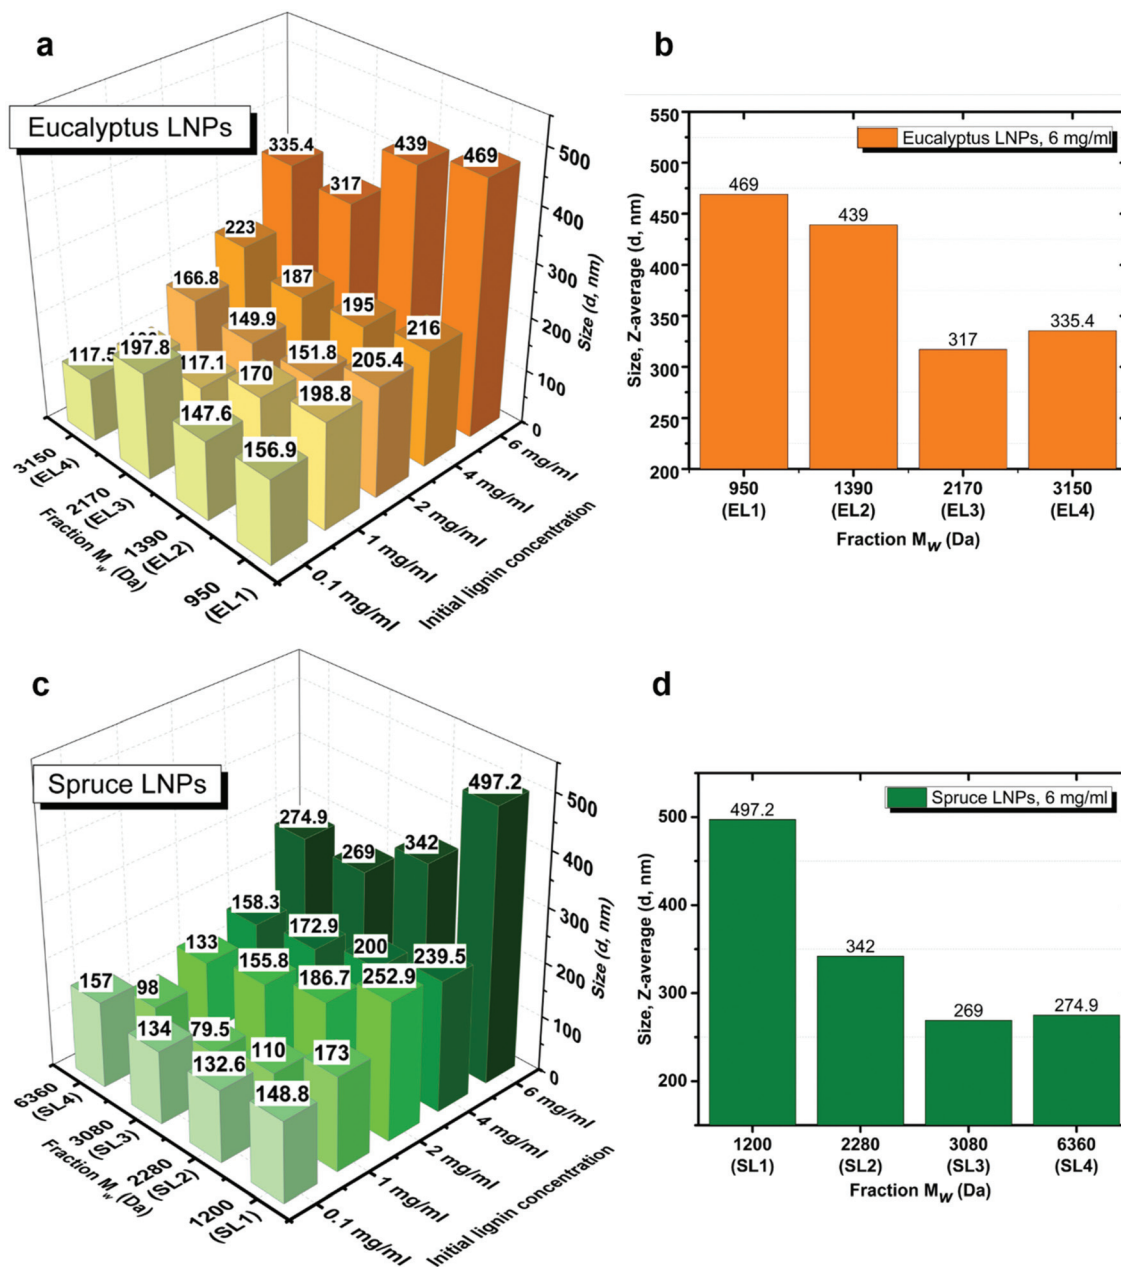 a
Eucalyptus LNPs
335.4
439
469
317
223
187
195
216
166.8
149.9
151.8
205.4
117.1
170
198.8
117.5
197.8
147.6
156.9
500
400
300
200
100
0
Size (d, nm)
3150
(EL4)
2170
(EL3)
1390
(EL2)
950
(EL1)
Fraction Mw (Da)
0.1 mg/ml
1 mg/ml
2 mg/ml
4 mg/ml
6 mg/ml
Initial lignin concentration
b
Eucalyptus LNPs, 6 mg/ml
550
500
450
400
350
300
250
200
Size, Z-average (d, nm)
469
439
317
335.4
950 1390 2170 3150
(EL1) (EL2) (EL3) (EL4)
Fraction Mw (Da)
c
Spruce LNPs
497.2
274.9
269
342
158.3
172.9
200
239.5
133
155.8
186.7
252.9
98
79.5
110
173
157
134
132.6
148.8
500
400
300
200
100
0
Size (d, nm)
6360
(SL4)
3080
(SL3)
2280
(SL2)
1200
(SL1)
Fraction Mw (Da)
0.1 mg/ml
1 mg/ml
2 mg/ml
4 mg/ml
6 mg/ml
Initial lignin concentration
d
Spruce LNPs, 6 mg/ml
500
400
300
200
Size, Z-average (d, nm)
497.2
342
269
274.9
1200 2280 3080 6360
(SL1) (SL2) (SL3) (SL4)
Fraction Mw (Da)